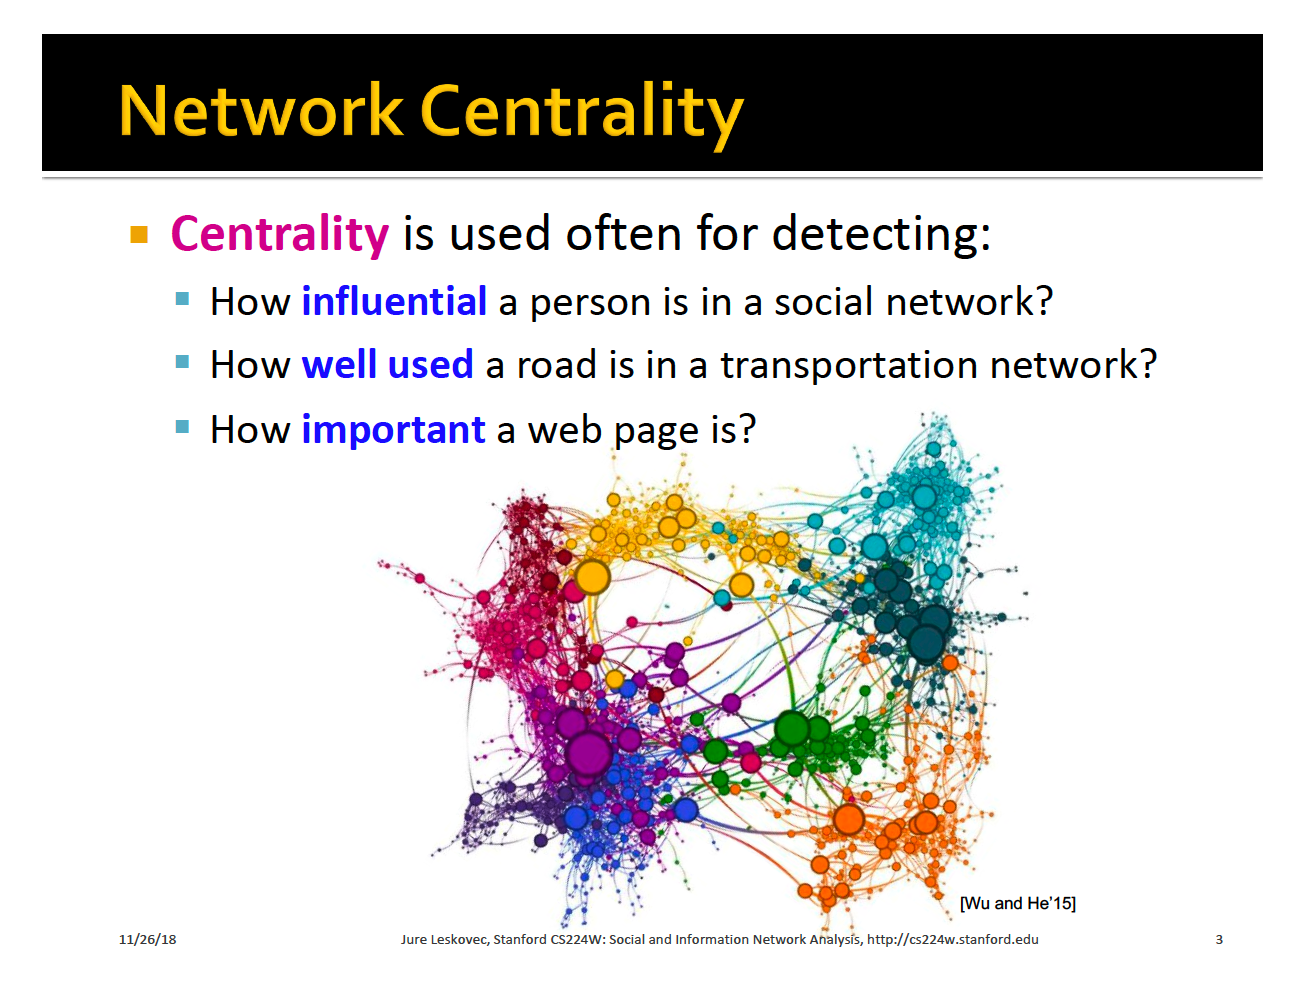 Network Centrality
Centrality is used often for detecting:
How influential a person is in a social network?
How well used a road is in a transportation network?
How important a web page is?
[Wu and He'15]
11/26/18
Jure Leskovec, Stanford CS224W: Social and Information Network Analysis, http://cs224w.stanford.edu
3